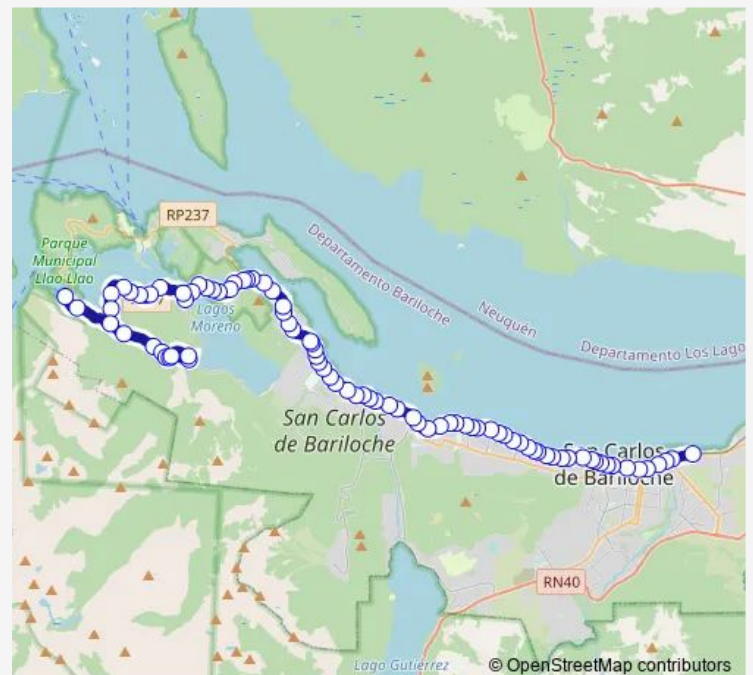 RP237
Parque
Municipal
Llao Llao
Departamento Bariloche
Neuquén
Departamento Los Lago
Lagos
Moreno
San Carlos
de Bariloche
San Carlos
de Bariloche
RN40
Lago Gutiérrez
© OpenStreetMap contributors